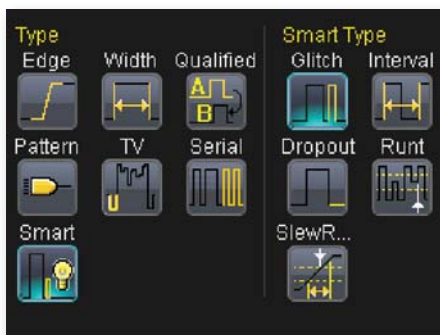 Type
Edge Width Qualified
A
B
Pattern TV Serial
Smart
Smart Type
Glitch Interval
Dropout Runt
SlewR...